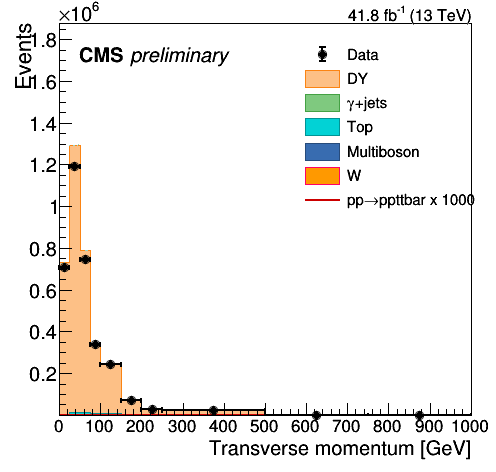 ×10⁶
41.8 fb⁻¹ (13 TeV)
Events
CMS preliminary
Data
DY
γ+jets
Top
Multiboson
W
pp→ppttbar x 1000
1.8
1.6
1.4
1.2
1
0.8
0.6
0.4
0.2
0 100 200 300 400 500 600 700 800 900 1000
Transverse momentum [GeV]